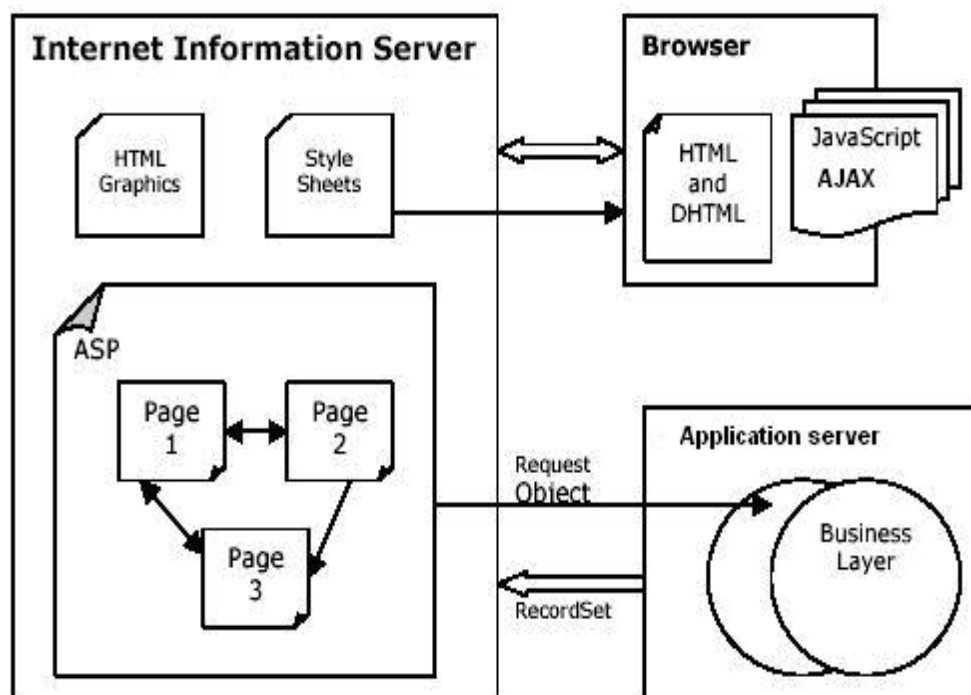 Internet Information Server
HTML
Graphics
Style
Sheets
Browser
HTML
and
DHTML
JavaScript
AJAX
ASP
Page
1
Page
2
Page
3
Request
Object
RecordSet
Application server
Business
Layer